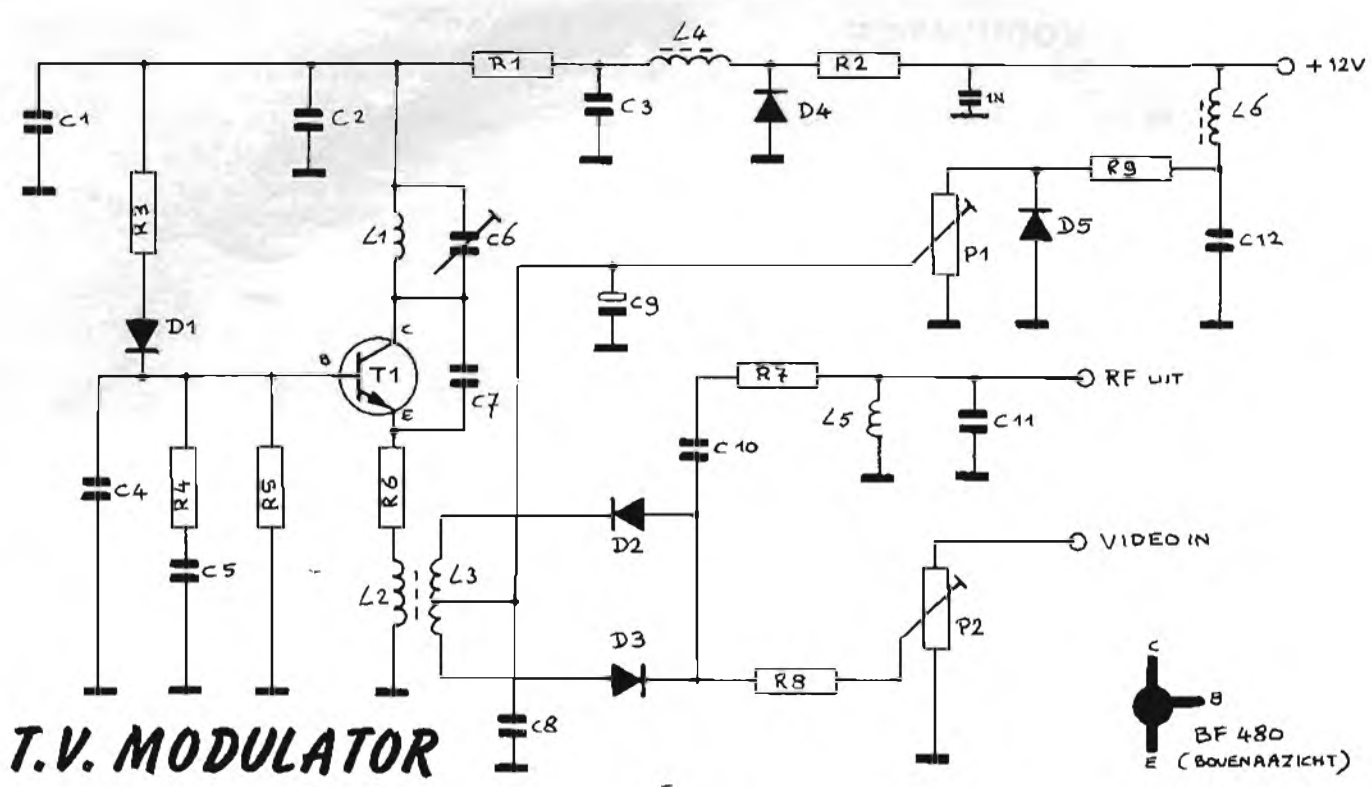 L4
R1
R2
+12V
C1
C2
C3
D4
1N
L6
R3
L1
C6
R9
D5
P1
C12
D1
C9
B
C
T1
E
C7
R7
RF UIT
L5
C11
C10
C4
R4
R5
R6
D2
VIDEO IN
C5
L2
L3
D3
P2
R8
C8
C
B
E
BF 480
(BOVENAAZICHT)
T.V. MODULATOR